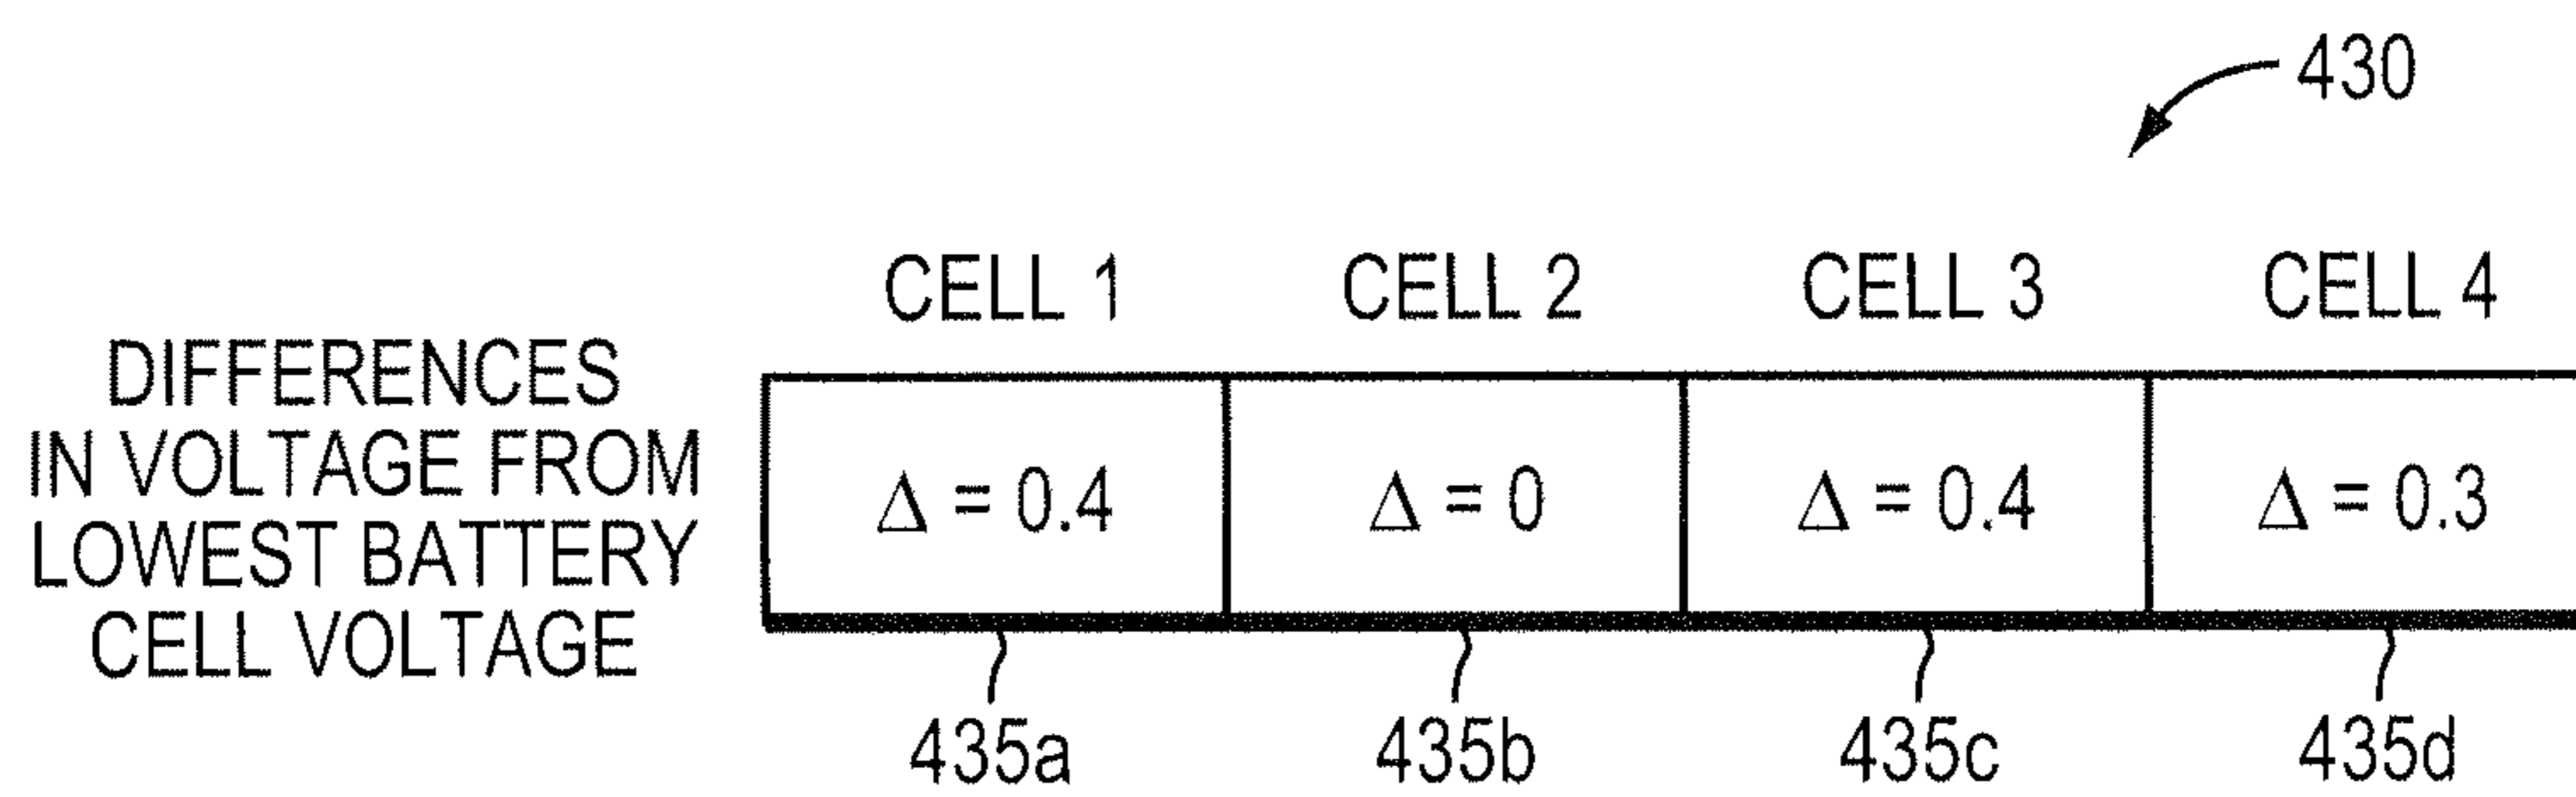 430
CELL 1 CELL 2 CELL 3 CELL 4
DIFFERENCES
IN VOLTAGE FROM
LOWEST BATTERY
CELL VOLTAGE
Δ = 0.4 Δ = 0 Δ = 0.4 Δ = 0.3
435a 435b 435c 435d